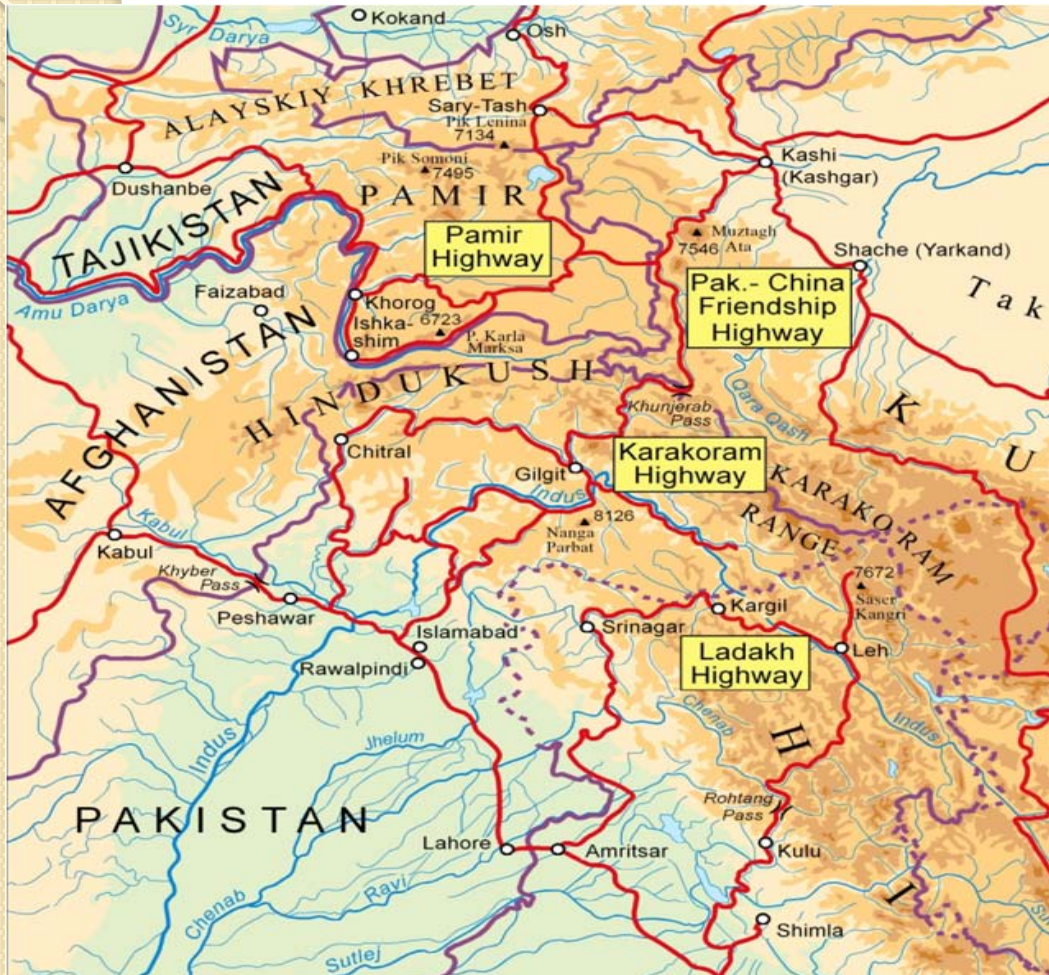 Kokand
Osh
Syr Darya
ALAYSKIY KHREBET
Sary-Tash
Pik Lenina
7134
Pik Somoni
7495
Dushanbe
Kashi
(Kashgar)
PAMIR
TAJIKISTAN
Pamir
Highway
Muztagh
Ata
7546
Shache (Yarkand)
Pak.- China
Friendship
Highway
Tak
Amu Darya
Faizabad
Khorog
Ishka-
shim
6723
P. Karla
Marksa
AFGHANISTAN
HINDUKUSH
Khunjerab
Pass
Qara Qash
K U
Chitral
Gilgit
Karakoram
Highway
KARAKORAM
RANGE
Indus
8126
Nanga
Parbat
Kabul
Kabul
Khyber
Pass
Peshawar
7672
Saser
Kangri
Kargil
Srinagar
Islamabad
Rawalpindi
Ladakh
Highway
Leh
Chenab
Indus
Indus
Jhelum
H
I
PAKISTAN
Rohtang
Pass
Lahore
Amritsar
Kulu
Ravi
Chenab
Shimla
Sutlej